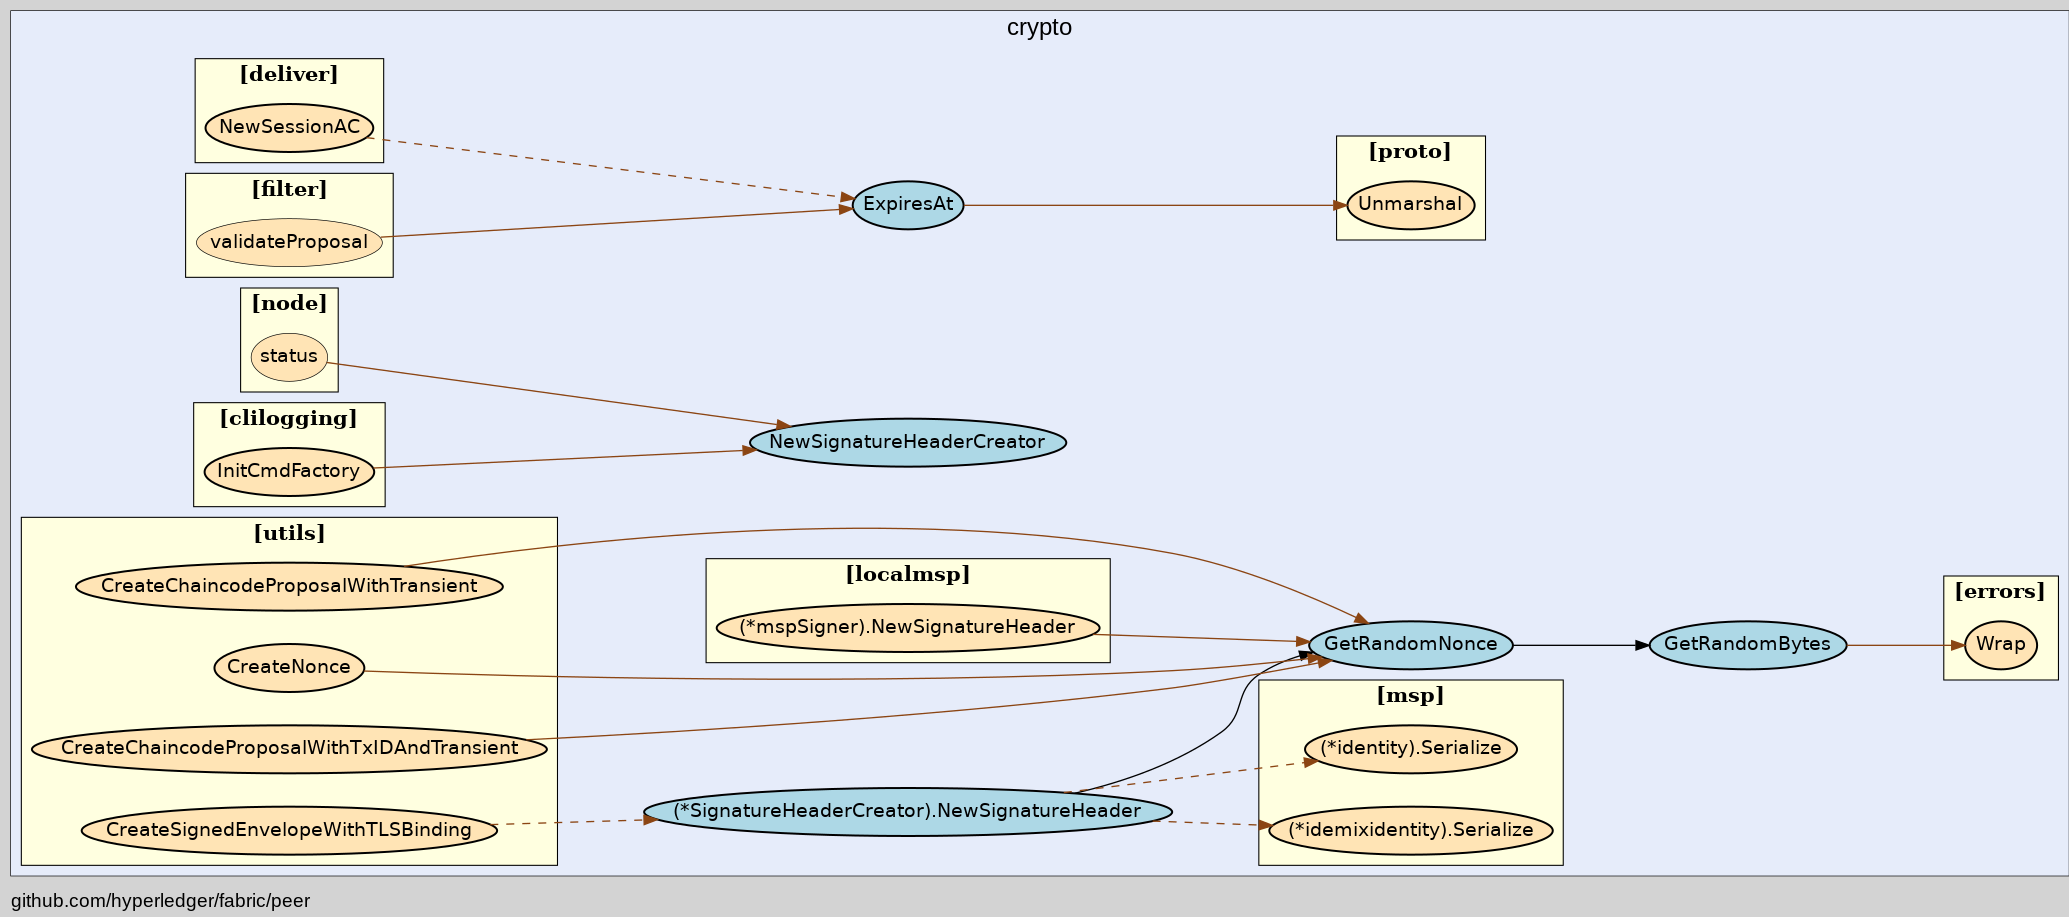 crypto
[deliver]
NewSessionAC
[filter]
validateProposal
ExpiresAt
[proto]
Unmarshal
[node]
status
[clilogging]
InitCmdFactory
NewSignatureHeaderCreator
[utils]
CreateChaincodeProposalWithTransient
CreateNonce
CreateChaincodeProposalWithTxIDAndTransient
CreateSignedEnvelopeWithTLSBinding
[localmsp]
(*mspSigner).NewSignatureHeader
(*SignatureHeaderCreator).NewSignatureHeader
GetRandomNonce
GetRandomBytes
[errors]
Wrap
[msp]
(*identity).Serialize
(*idemixidentity).Serialize
github.com/hyperledger/fabric/peer